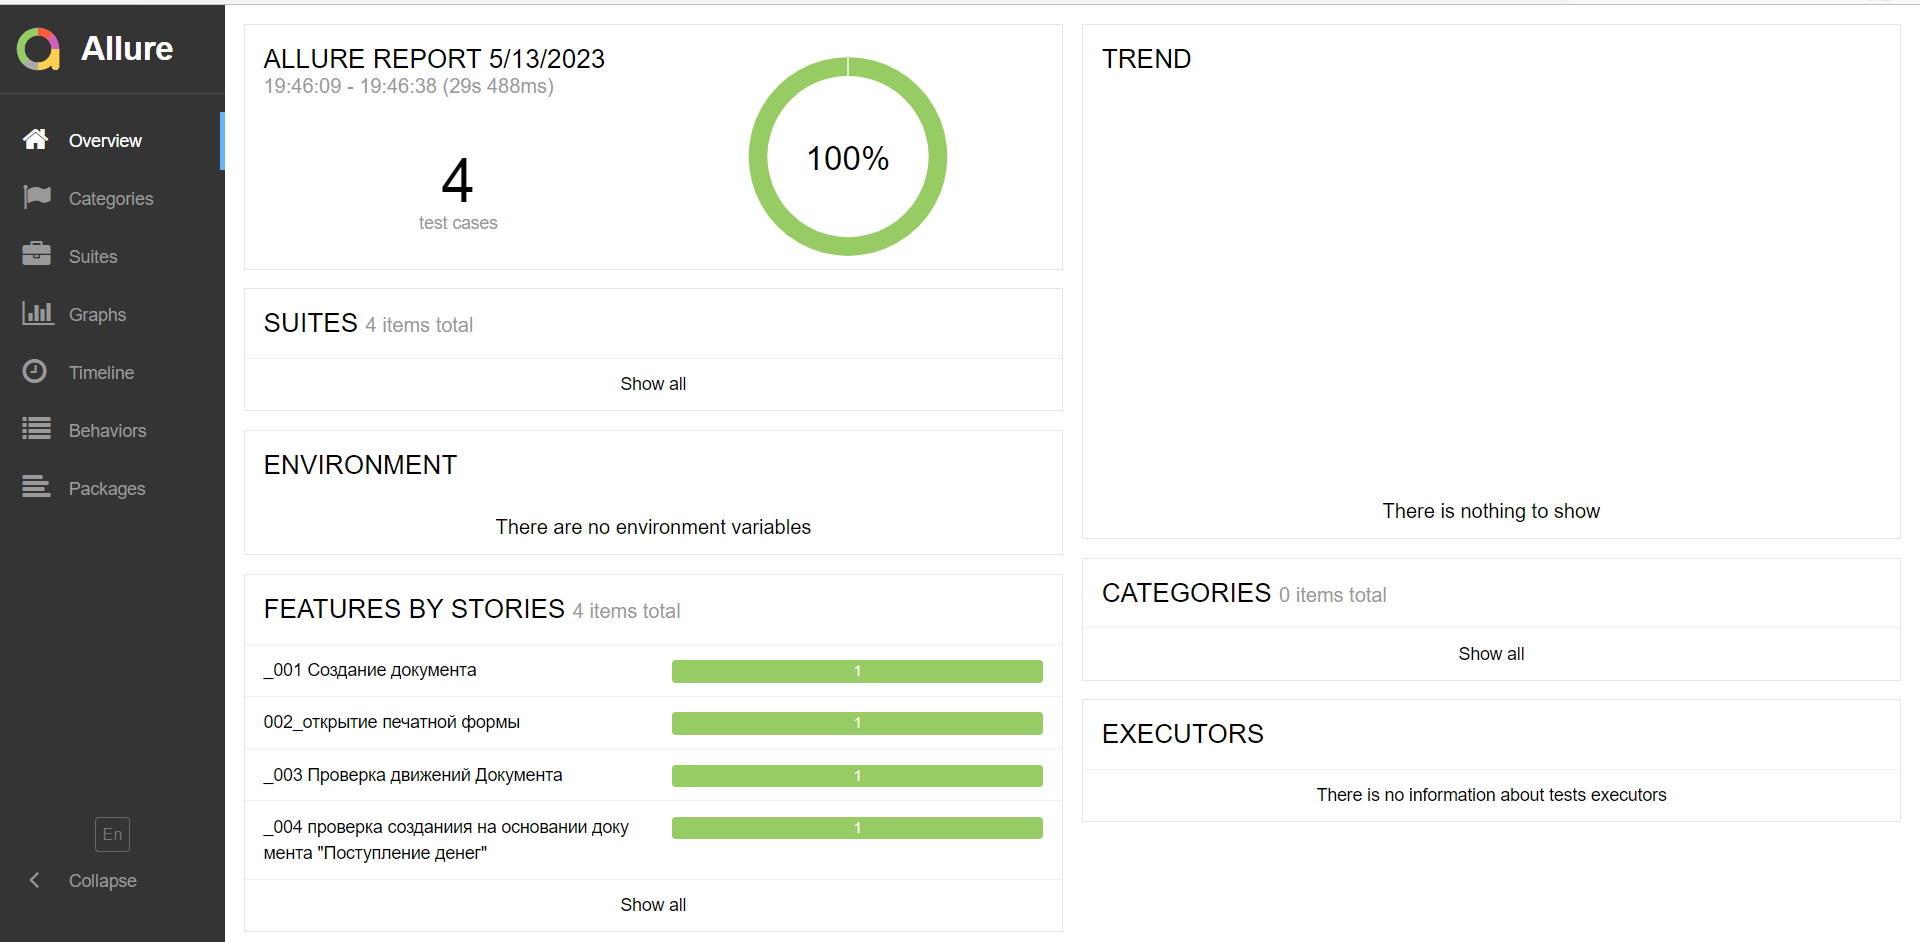 Allure
Overview
Categories
Suites
Graphs
Timeline
Behaviors
Packages
En
Collapse
ALLURE REPORT 5/13/2023
19:46:09 - 19:46:38 (29s 488ms)
4
test cases
100%
SUITES 4 items total
Show all
ENVIRONMENT
There are no environment variables
FEATURES BY STORIES 4 items total
_001 Создание документа 1
002_открытие печатной формы 1
_003 Проверка движений Документа 1
_004 проверка созданиия на основании доку 1
мента "Поступление денег"
Show all
TREND
There is nothing to show
CATEGORIES 0 items total
Show all
EXECUTORS
There is no information about tests executors